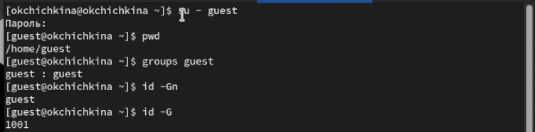 [okchichkina@okchichkina ~]$ su - guest
Пароль:
[guest@okchichkina ~]$ pwd
/home/guest
[guest@okchichkina ~]$ groups guest
guest : guest
[guest@okchichkina ~]$ id -Gn
guest
[guest@okchichkina ~]$ id -G
1001